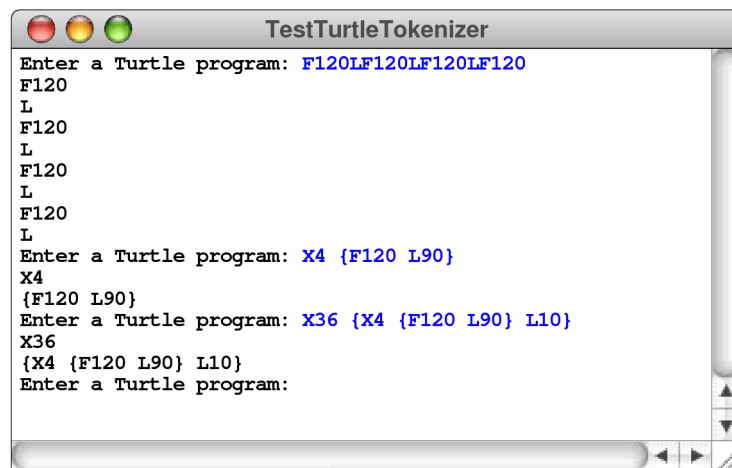 TestTurtleTokenizer
Enter a Turtle program: F120LF120LF120LF120
F120
L
F120
L
F120
L
F120
L
Enter a Turtle program: X4 {F120 L90}
X4
{F120 L90}
Enter a Turtle program: X36 {X4 {F120 L90} L10}
X36
{X4 {F120 L90} L10}
Enter a Turtle program: